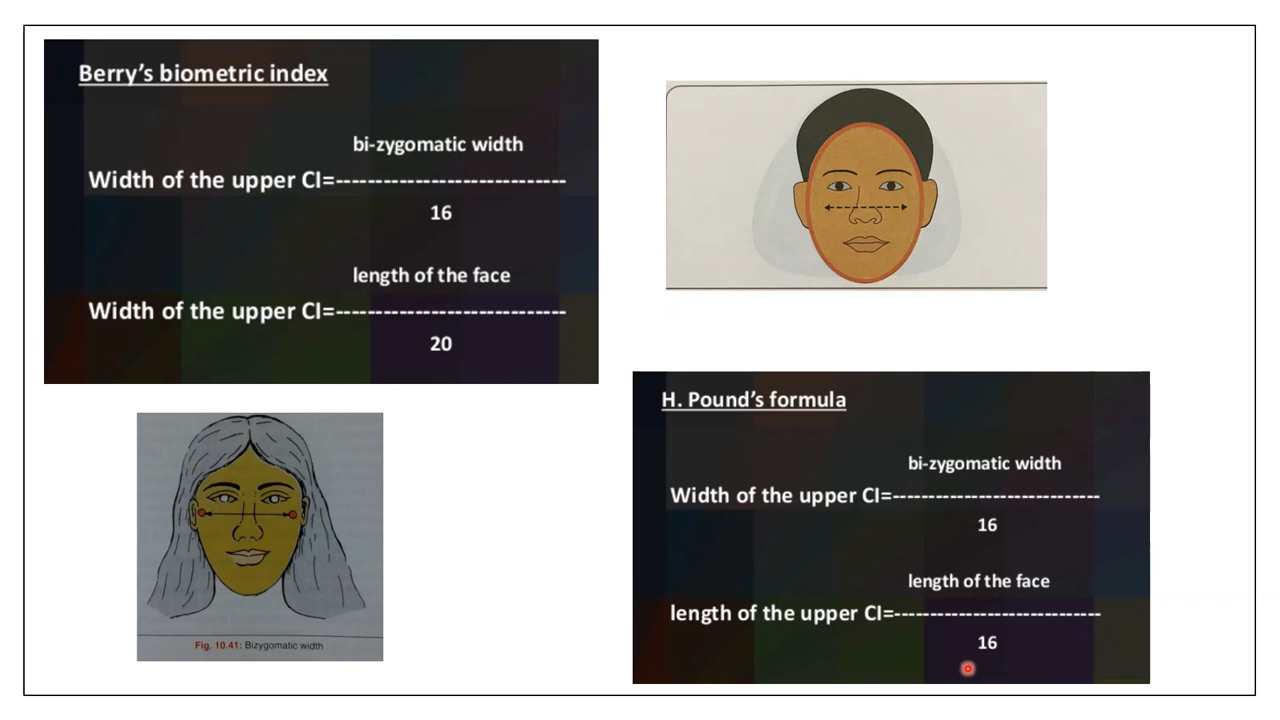 Berry's biometric index
bi-zygomatic width
Width of the upper CI=-----------------------------
16
length of the face
Width of the upper CI=-----------------------------
20
Fig. 10.41: Bizygomatic width
H. Pound's formula
bi-zygomatic width
Width of the upper CI=-----------------------------
16
length of the face
length of the upper CI=-----------------------------
16